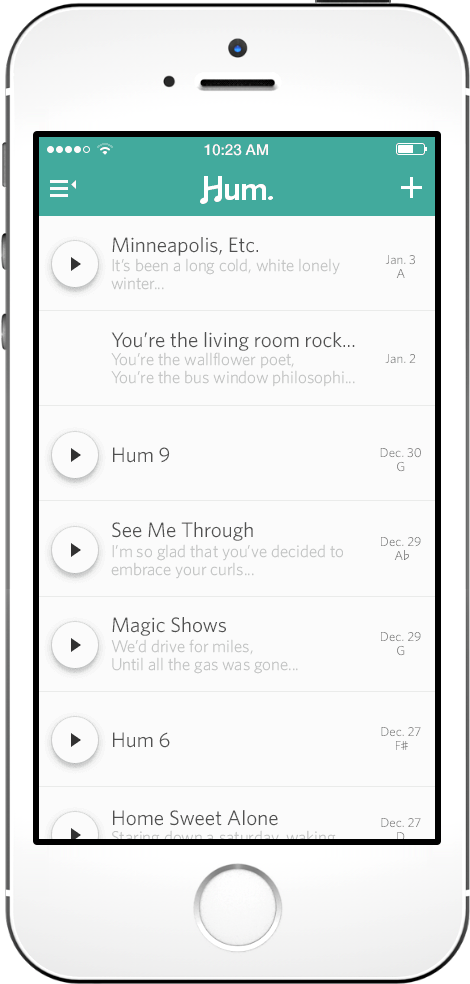 10:23 AM
Hum.
Minneapolis, Etc.
It's been a long cold, white lonely
winter...
Jan. 3
A
You're the living room rock...
You're the wallflower poet,
You're the bus window philosophi...
Jan. 2
Hum 9
Dec. 30
G
See Me Through
I'm so glad that you've decided to
embrace your curls...
Dec. 29
A♭
Magic Shows
We'd drive for miles,
Until all the gas was gone...
Dec. 29
G
Hum 6
Dec. 27
F#
Home Sweet Alone
Staring down a saturday, waking
Dec. 27
D